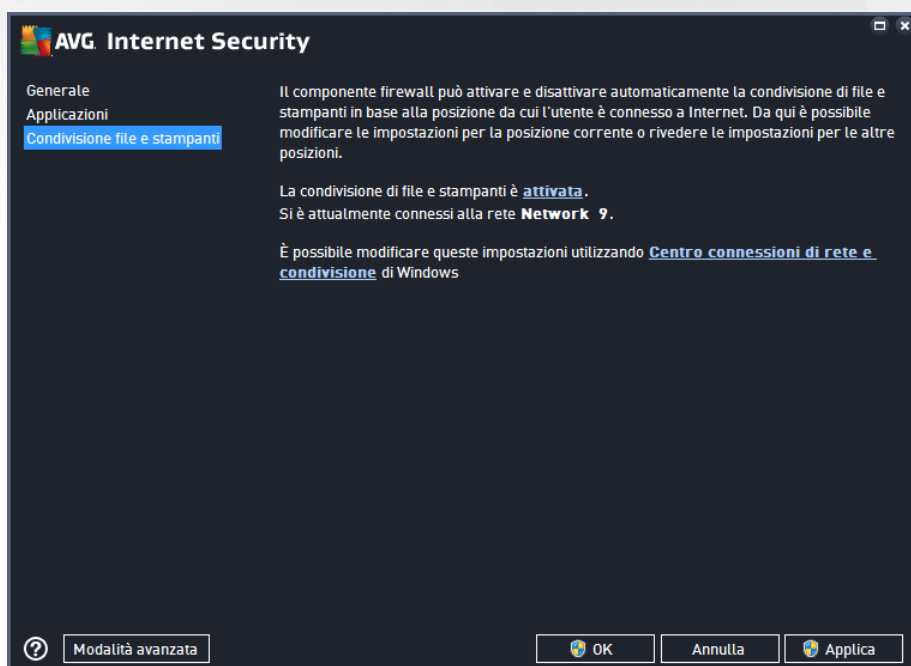 AVG. Internet Security
Generale
Applicazioni
Condivisione file e stampanti
Il componente firewall può attivare e disattivare automaticamente la condivisione di file e
stampanti in base alla posizione da cui l'utente è connesso a Internet. Da qui è possibile
modificare le impostazioni per la posizione corrente o rivedere le impostazioni per le altre
posizioni.
La condivisione di file e stampanti è attivata.
Si è attualmente connessi alla rete Network 9.
È possibile modificare queste impostazioni utilizzando Centro connessioni di rete e
condivisione di Windows
? Modalità avanzata
OK
Annulla
Applica